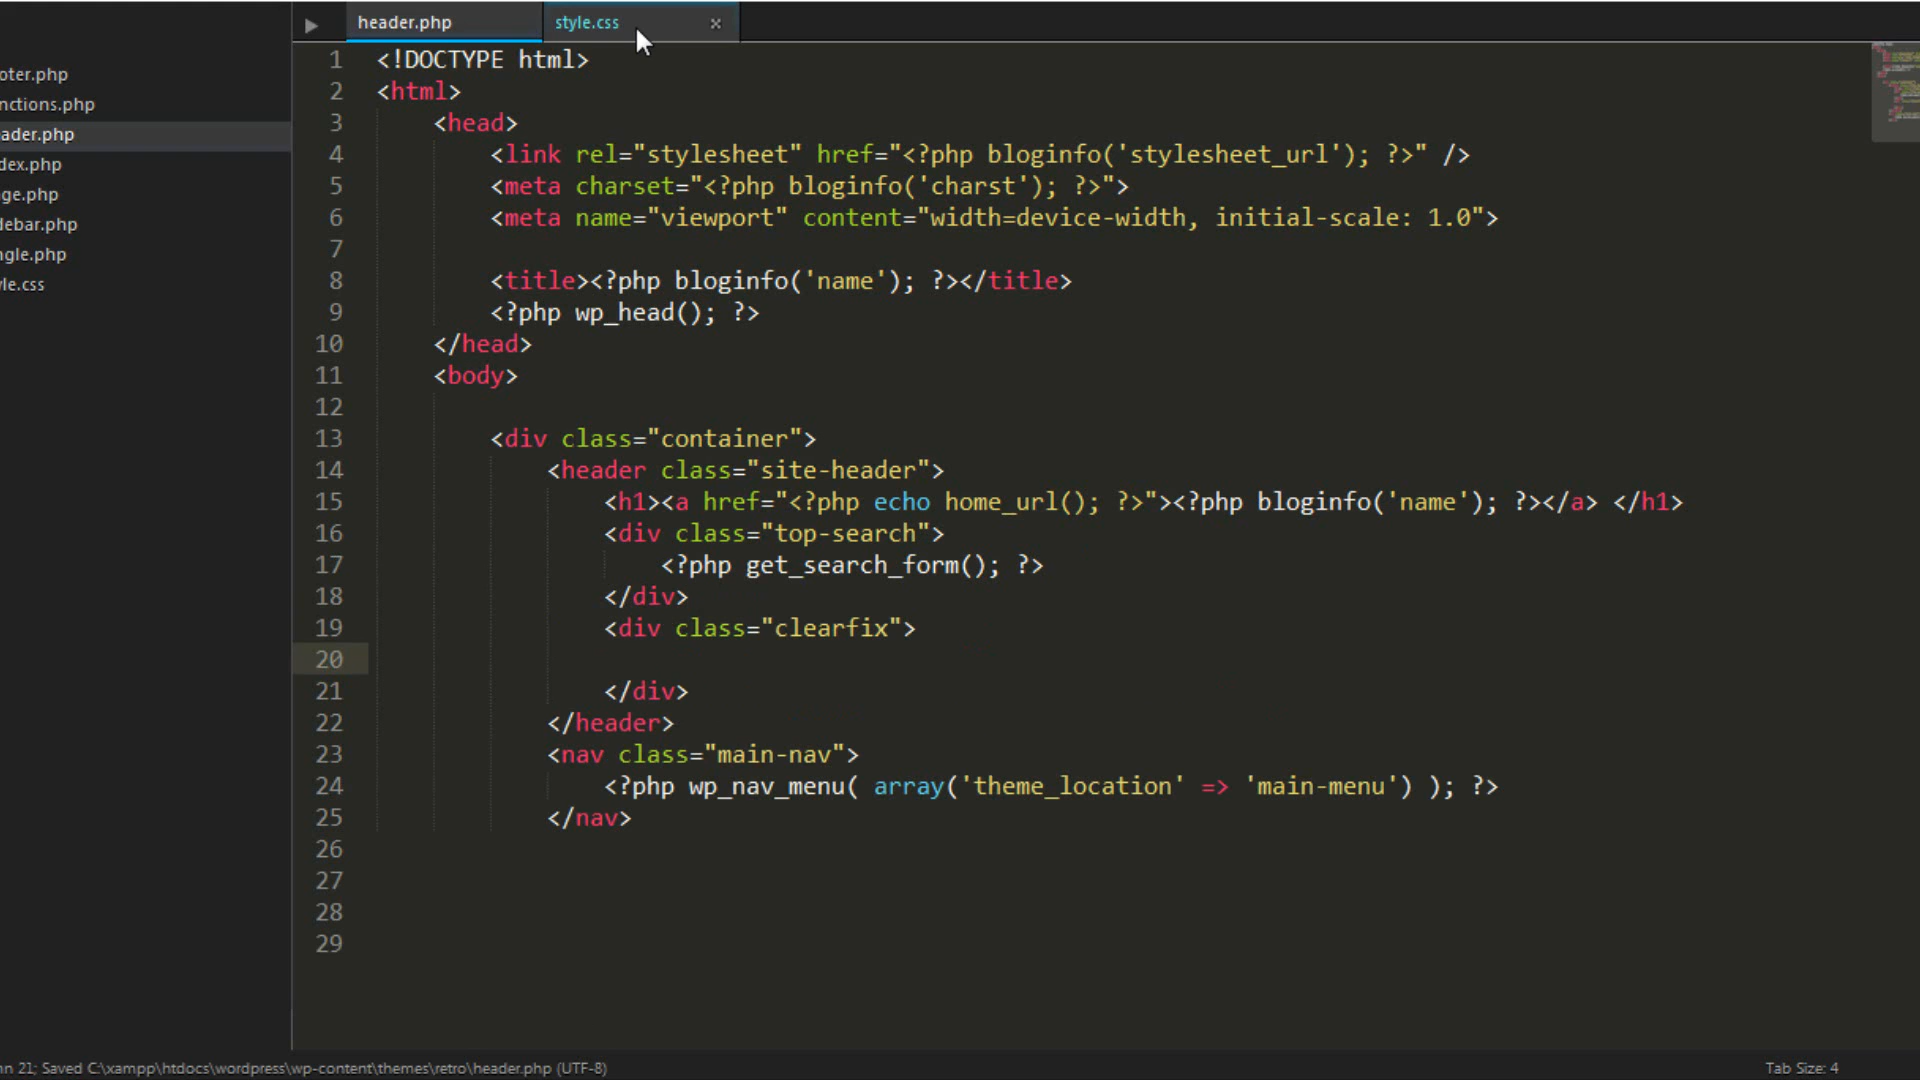 header.php style.css ×
oter.php
nctions.php
ader.php
dex.php
ge.php
debar.php
ngle.php
le.css
1 <!DOCTYPE html>
2 <html>
3 <head>
4 <link rel="stylesheet" href="<?php bloginfo('stylesheet_url'); ?>" />
5 <meta charset="<?php bloginfo('charst'); ?>">
6 <meta name="viewport" content="width=device-width, initial-scale: 1.0">
7
8 <title><?php bloginfo('name'); ?></title>
9 <?php wp_head(); ?>
10 </head>
11 <body>
12
13 <div class="container">
14 <header class="site-header">
15 <h1><a href="<?php echo home_url(); ?>"><?php bloginfo('name'); ?></a> </h1>
16 <div class="top-search">
17 <?php get_search_form(); ?>
18 </div>
19 <div class="clearfix">
20
21 </div>
22 </header>
23 <nav class="main-nav">
24 <?php wp_nav_menu( array('theme_location' => 'main-menu') ); ?>
25 </nav>
26
27
28
29
nn 21; Saved C:\xampp\htdocs\wordpress\wp-content\themes\retro\header.php (UTF-8)
Tab Size: 4